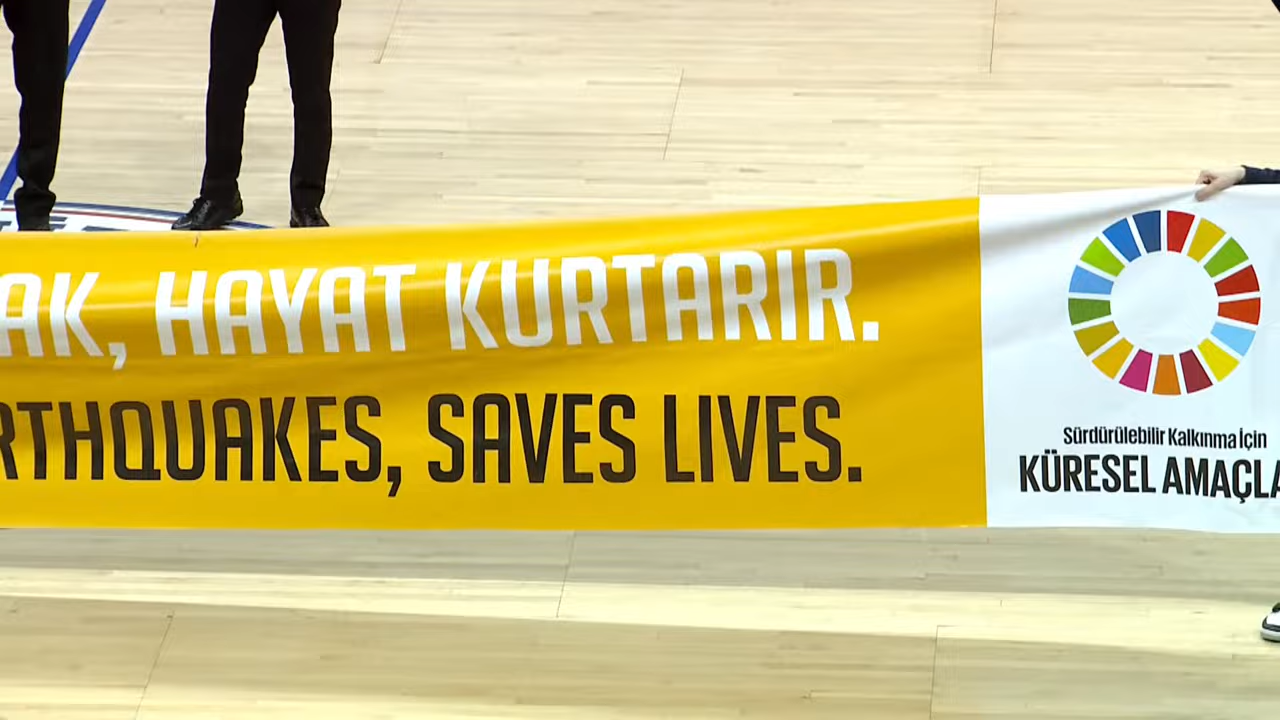 AK, HAYAT KURTARIR.
RTHQUAKES, SAVES LIVES.
Sürdürülebilir Kalkınma İçin
KÜRESEL AMAÇLA